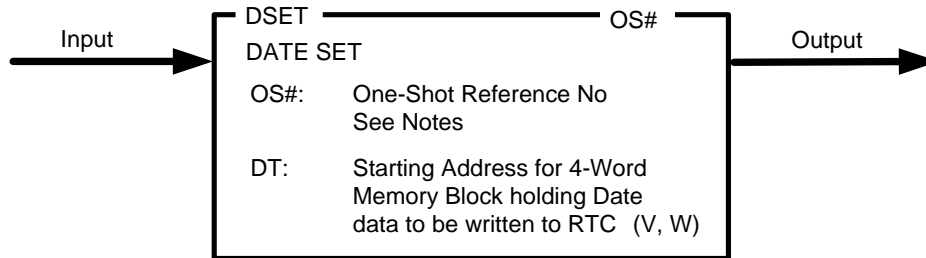 DSET OS#
Input
DATE SET
Output
OS#: One-Shot Reference No
See Notes
DT: Starting Address for 4-Word
Memory Block holding Date
data to be written to RTC (V, W)